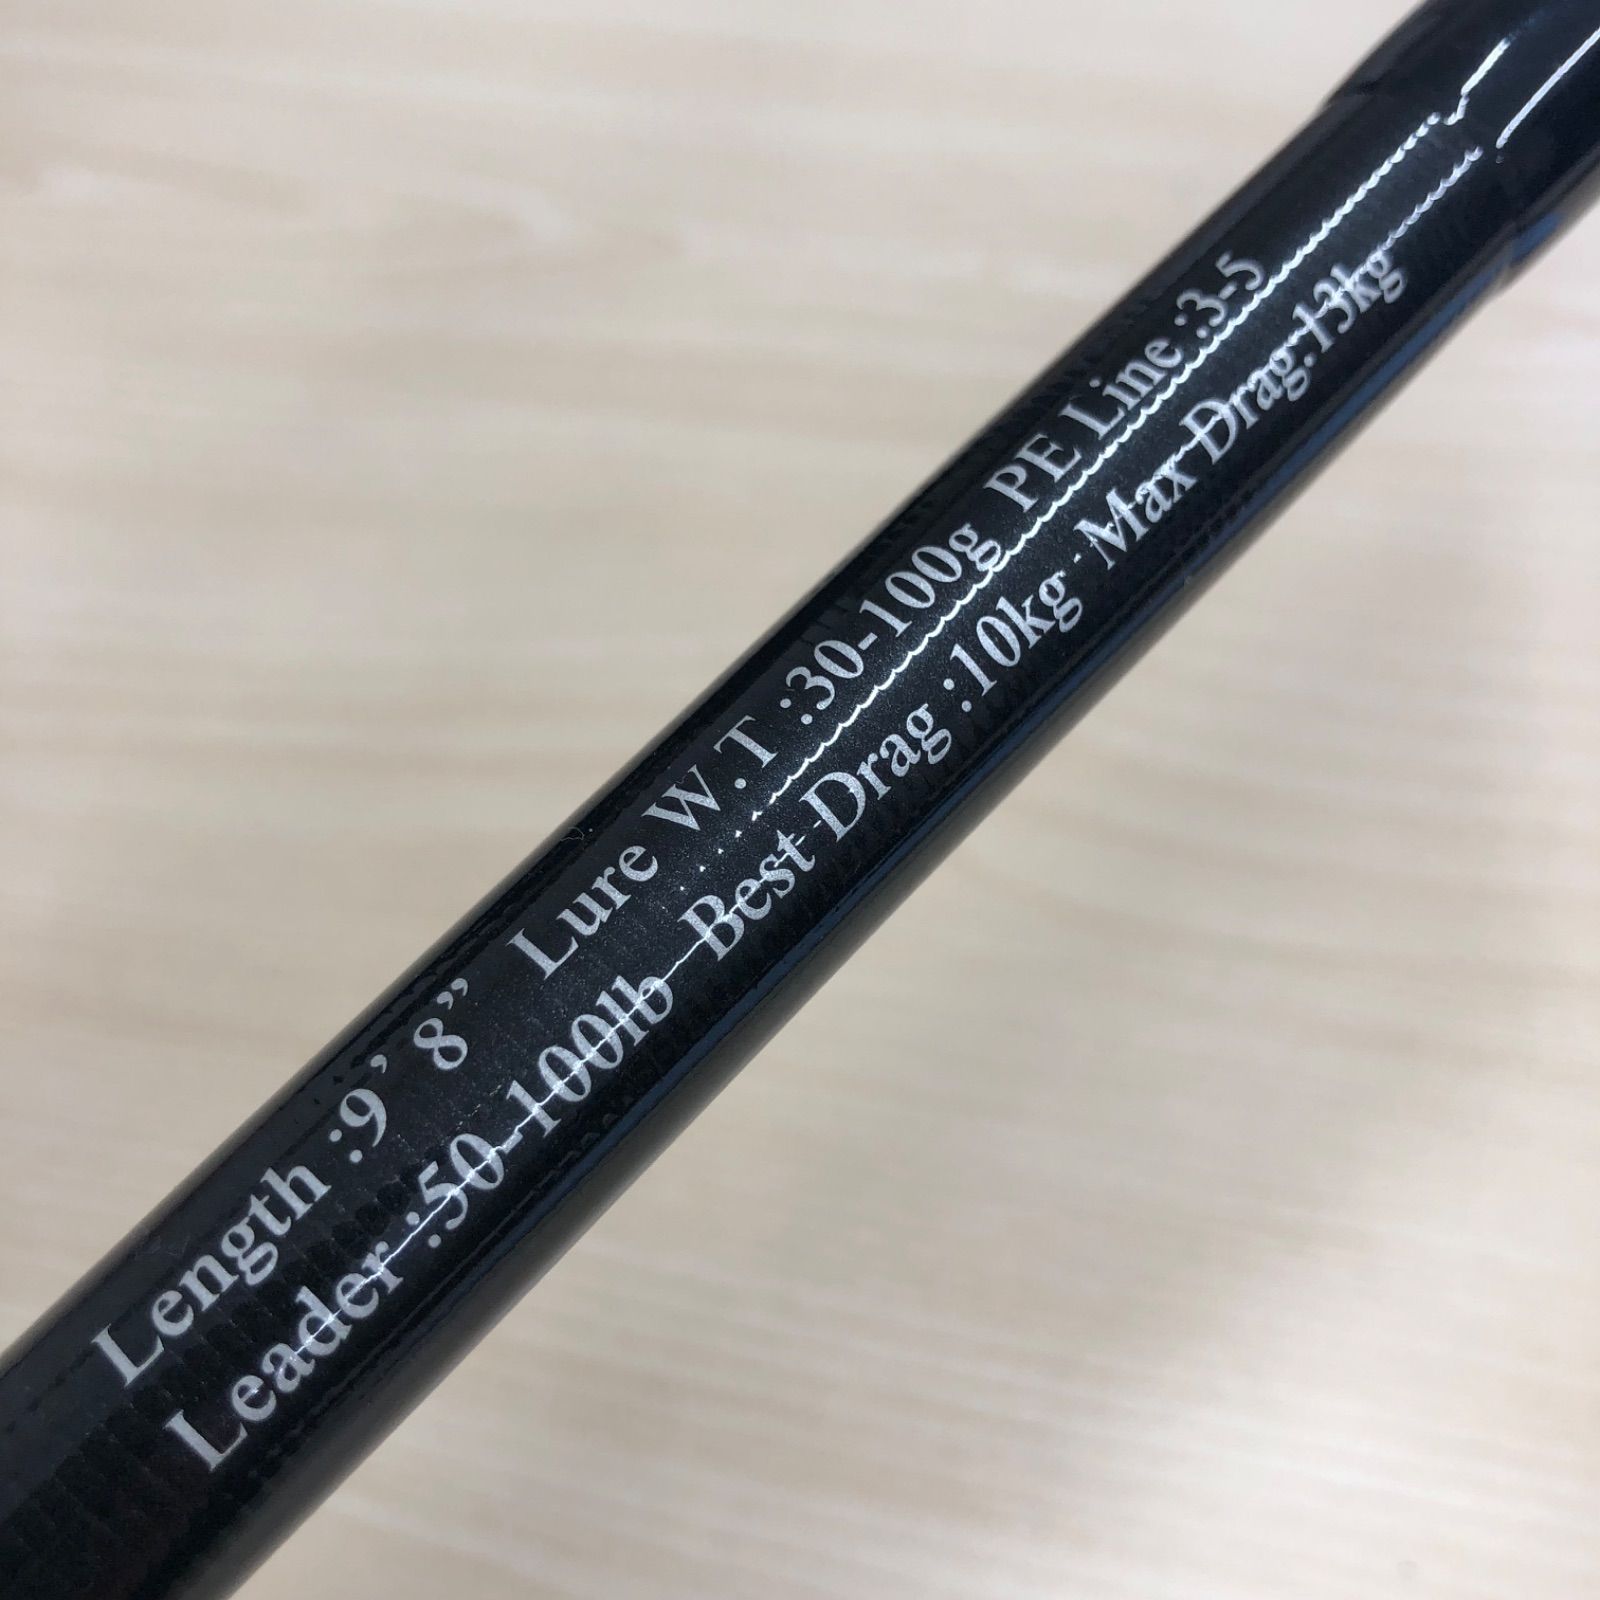 Length :9’ 8” Lure W.T :30-100g PE Line :3-5
Leader :50-100lb Best Drag :10kg Max Drag:13kg